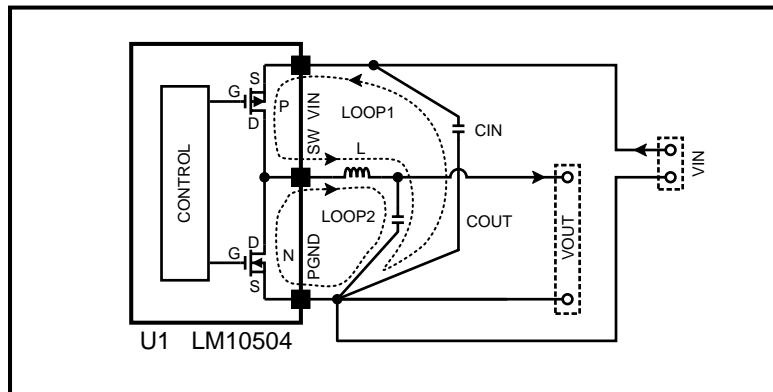 S
G
P
D
SW VIN
LOOP1
CIN
L
CONTROL
VIN
LOOP2
COUT
D
G
N
PGND
S
VOUT
U1 LM10504